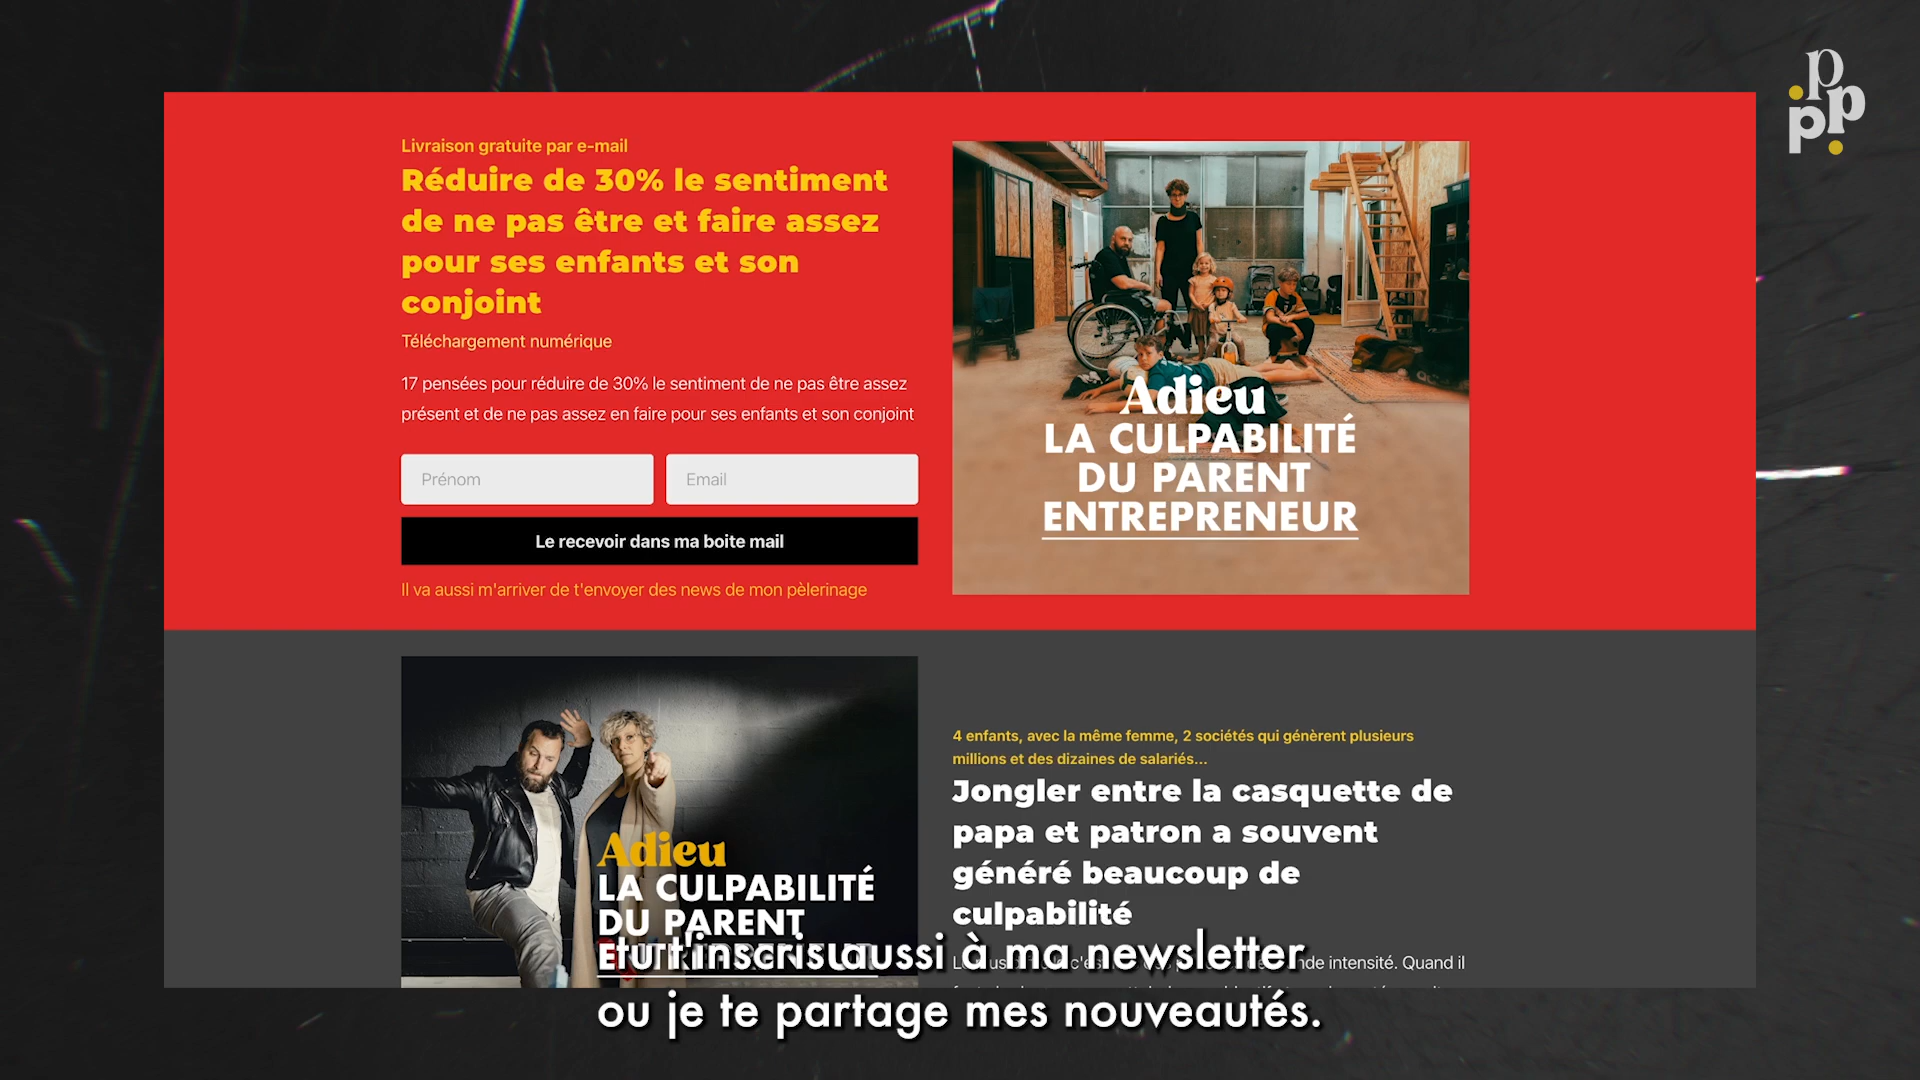 ppp
Livraison gratuite par e-mail
Réduire de 30% le sentiment
de ne pas être et faire assez
pour ses enfants et son
conjoint
Téléchargement numérique
17 pensées pour réduire de 30% le sentiment de ne pas être assez
présent et de ne pas assez en faire pour ses enfants et son conjoint
Prénom
Email
Le recevoir dans ma boite mail
Il va aussi m'arriver de t'envoyer des news de mon pèlerinage
Adieu
LA CULPABILITÉ
DU PARENT
ENTREPRENEUR
Adieu
LA CULPABILITÉ
DU PARENT
4 enfants, avec la même femme, 2 sociétés qui génèrent plusieurs
millions et des dizaines de salariés...
Jongler entre la casquette de
papa et patron a souvent
généré beaucoup de
culpabilité
intensité. Quand il
et tu t'inscris aussi à ma newsletter
ou je te partage mes nouveautés.